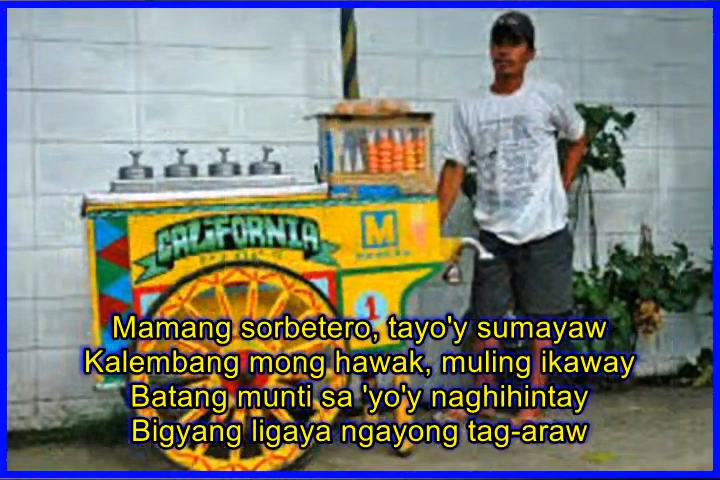 CALIFORNIA
M
1
Mamang sorbetero, tayo'y sumayaw
Kalembang mong hawak, muling ikaway
Batang munti sa 'yo'y naghihintay
Bigyang ligaya ngayong tag-araw